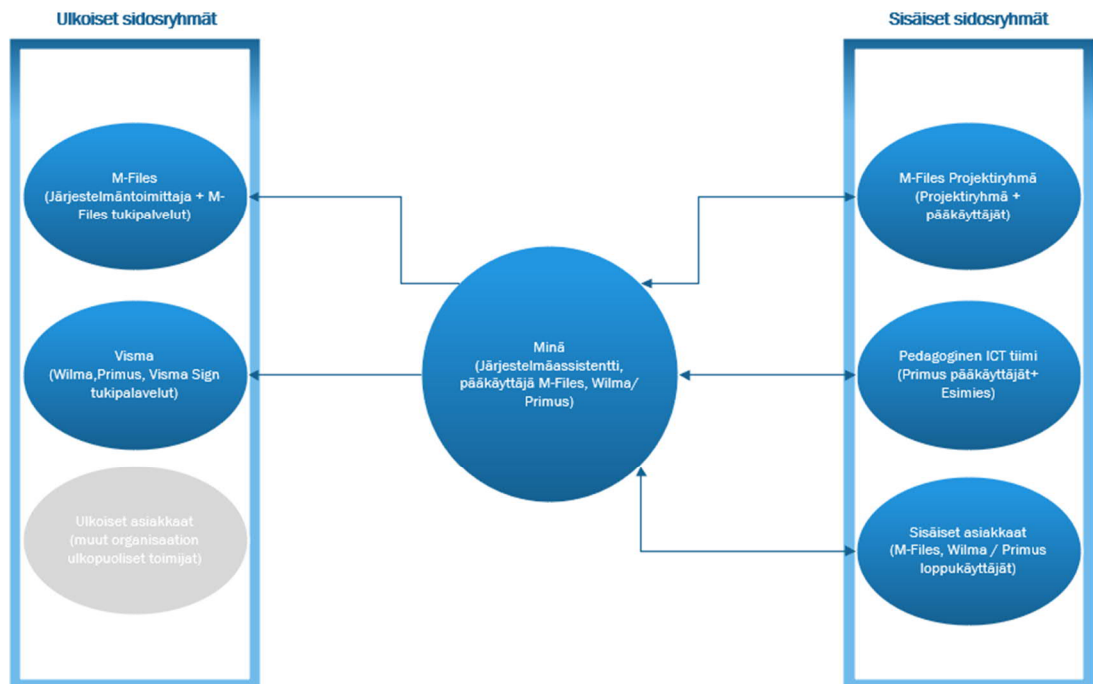 Ulkoiset sidosryhmät
M-Files
(Järjestelmäntoimittaja + M-
Files tukipalvelut)
Visma
(Wilma,Primus, Visma Sign
tukipalavelut)
Ulkoiset asiakkaat
(muut organisaation
ulkopuoliset toimijat)
Minä
(Järjestelmäassistentti,
pääkäyttäjä M-Files, Wilma/
Primus)
Sisäiset sidosryhmät
M-Files Projektiryhmä
(Projektiryhmä +
pääkäyttäjät)
Pedagoginen ICT tiimi
(Primus pääkäyttäjät+
Esimies)
Sisäiset asiakkaat
(M-Files, Wilma / Primus
loppukäyttäjät)